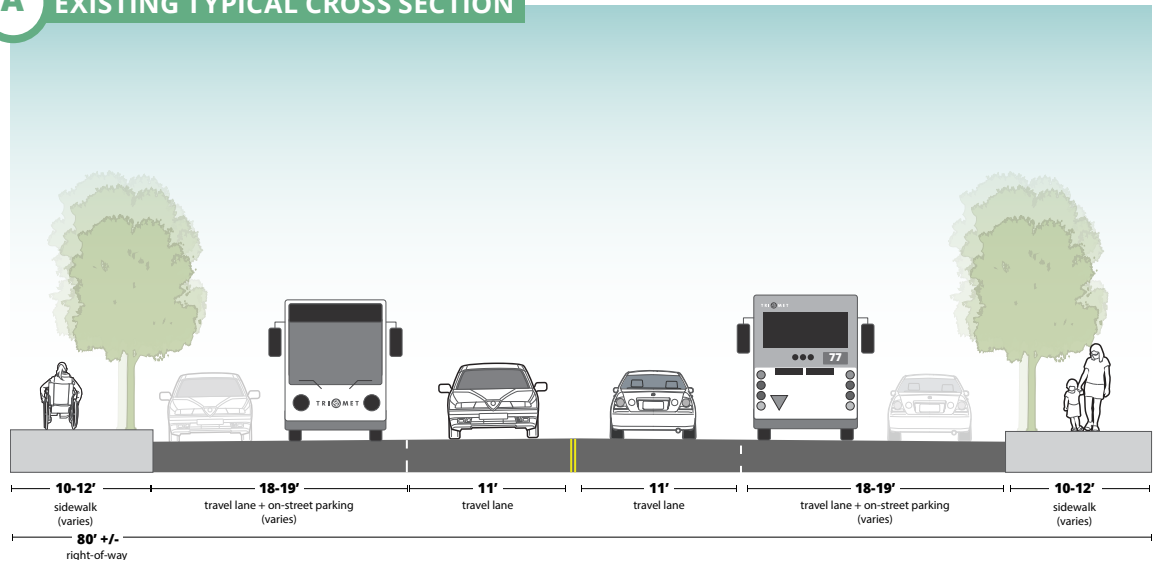 A EXISTING TYPICAL CROSS SECTION
TRI MET
77
TRI MET
10-12’
18-19’
11’
11’
18-19’
10-12’
sidewalk
(varies)
travel lane + on-street parking
(varies)
travel lane
travel lane
travel lane + on-street parking
(varies)
sidewalk
(varies)
80’ +/-
right-of-way